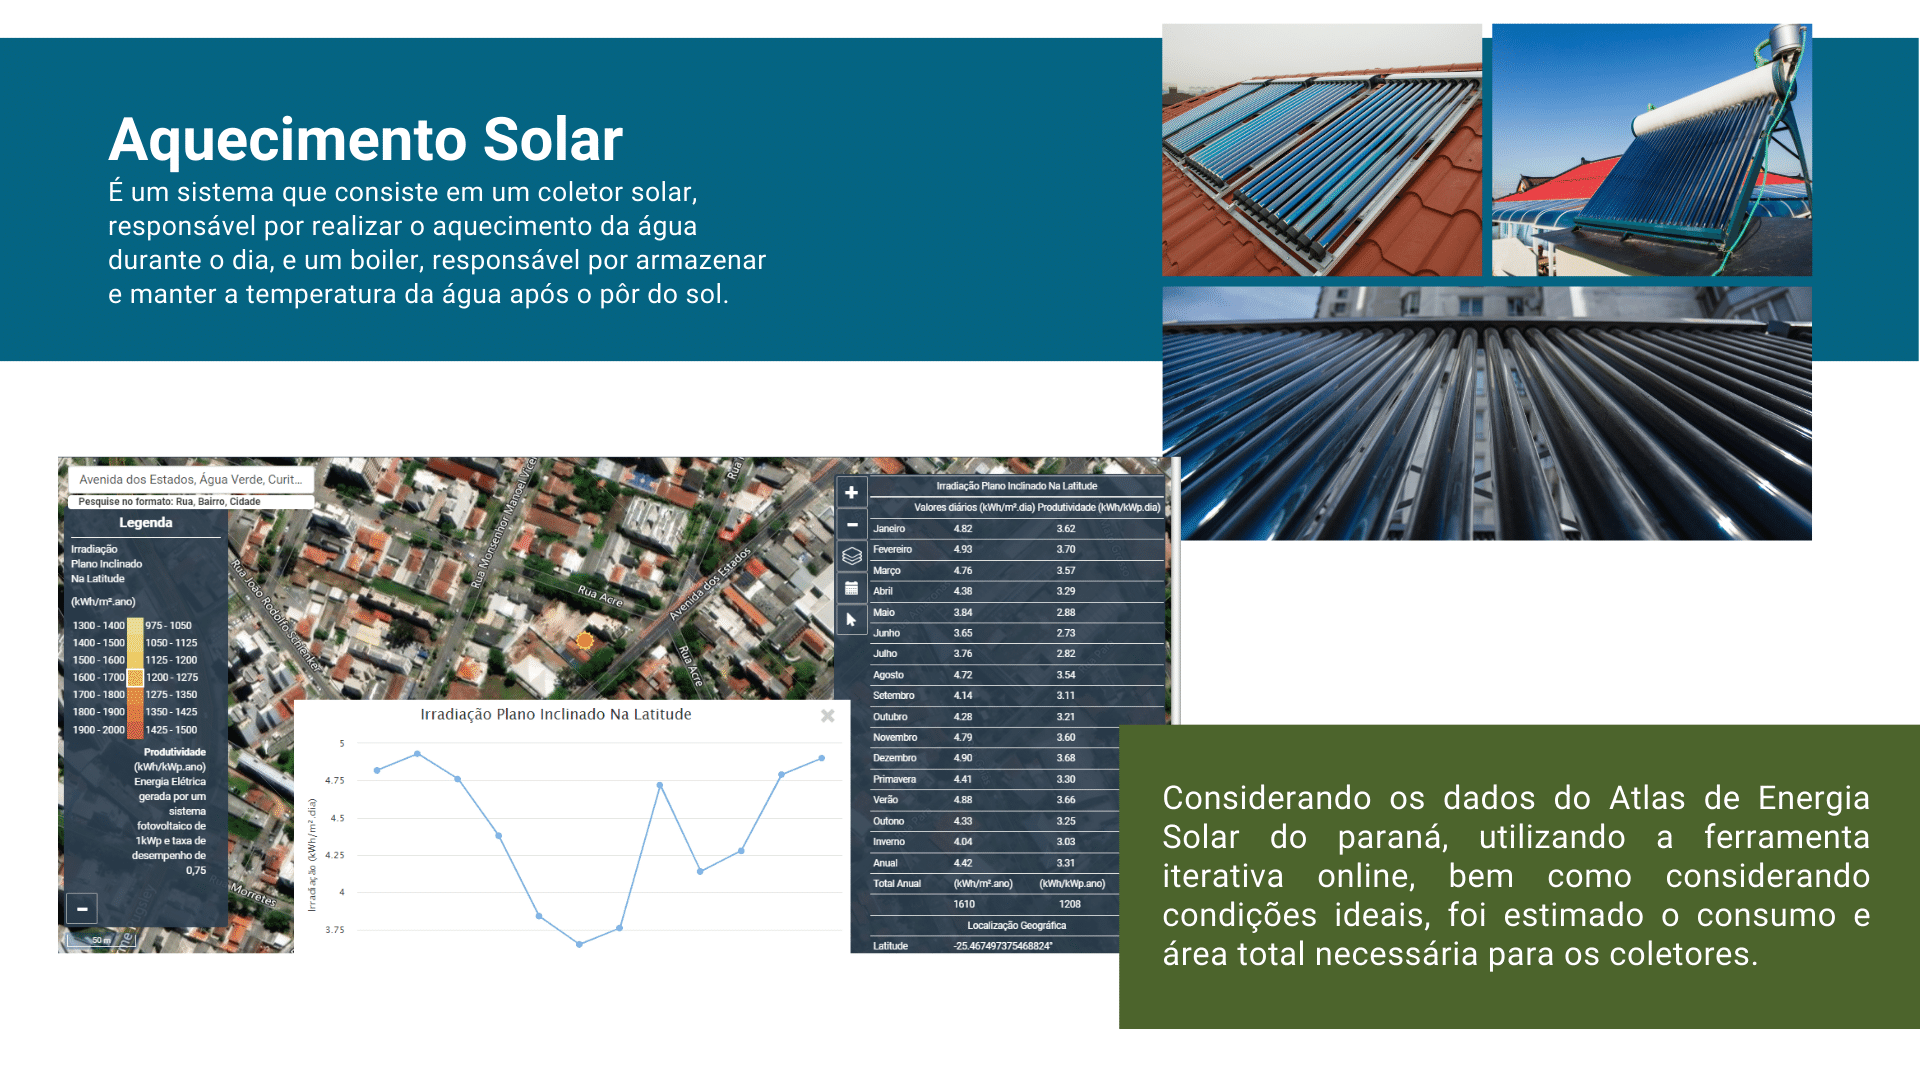 Aquecimento Solar
É um sistema que consiste em um coletor solar,
responsável por realizar o aquecimento da água
durante o dia, e um boiler, responsável por armazenar
e manter a temperatura da água após o pôr do sol.
Avenida dos Estados, Água Verde, Curit...
Pesquise no formato: Rua, Bairro, Cidade
Legenda
Irradiação
Plano Inclinado
Na Latitude
(kWh/m².ano)
1300 - 1400 975 - 1050
1400 - 1500 1050 - 1125
1500 - 1600 1125 - 1200
1600 - 1700 1200 - 1275
1700 - 1800 1275 - 1350
1800 - 1900 1350 - 1425
1900 - 2000 1425 - 1500
Produtividade
(kWh/kWp.ano)
Energia Elétrica
gerada por um
sistema
fotovoltaico de
1kWp e taxa de
desempenho de
0,75
50 m
Rua João Rodolfo Schlenker
Rua Monsenhor Manoel Vice
Rua Acre
Avenida dos Estados
Rua Acre
Morretes
Irradiação Plano Inclinado Na Latitude
Irradiação (kWh/m².dia)
5
4.75
4.5
4.25
4
3.75
Irradiação Plano Inclinado Na Latitude
Valores diários (kWh/m².dia) Produtividade (kWh/kWp.dia)
Janeiro 4.82 3.62
Fevereiro 4.93 3.70
Março 4.76 3.57
Abril 4.38 3.29
Maio 3.84 2.88
Junho 3.65 2.73
Julho 3.76 2.82
Agosto 4.72 3.54
Setembro 4.14 3.11
Outubro 4.28 3.21
Novembro 4.79 3.60
Dezembro 4.90 3.68
Primavera 4.41 3.30
Verão 4.88 3.66
Outono 4.33 3.25
Inverno 4.04 3.03
Anual 4.42 3.31
Total Anual (kWh/m².ano) (kWh/kWp.ano)
1610 1208
Localização Geográfica
Latitude -25.467497375468824°
Considerando os dados do Atlas de Energia
Solar do paraná, utilizando a ferramenta
iterativa online, bem como considerando
condições ideais, foi estimado o consumo e
área total necessária para os coletores.